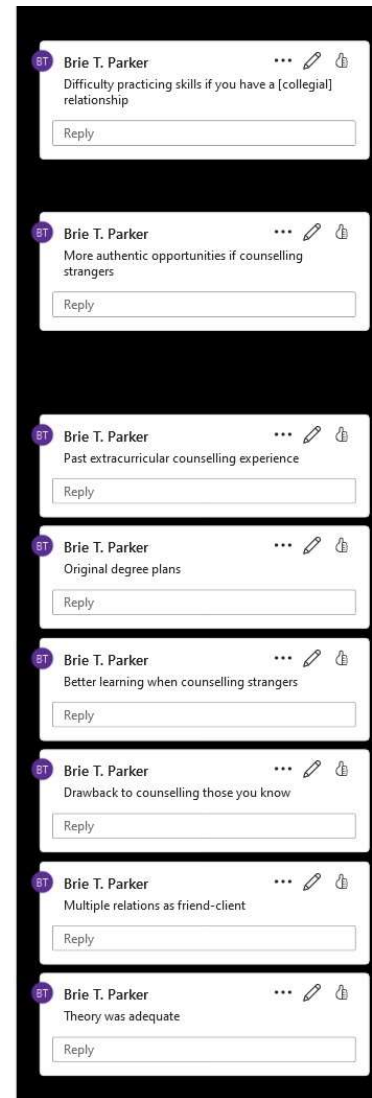 BT Brie T. Parker
Difficulty practicing skills if you have a [collegial]
relationship
Reply
BT Brie T. Parker
More authentic opportunities if counselling
strangers
Reply
BT Brie T. Parker
Past extracurricular counselling experience
Reply
BT Brie T. Parker
Original degree plans
Reply
BT Brie T. Parker
Better learning when counselling strangers
Reply
BT Brie T. Parker
Drawback to counselling those you know
Reply
BT Brie T. Parker
Multiple relations as friend-client
Reply
BT Brie T. Parker
Theory was adequate
Reply